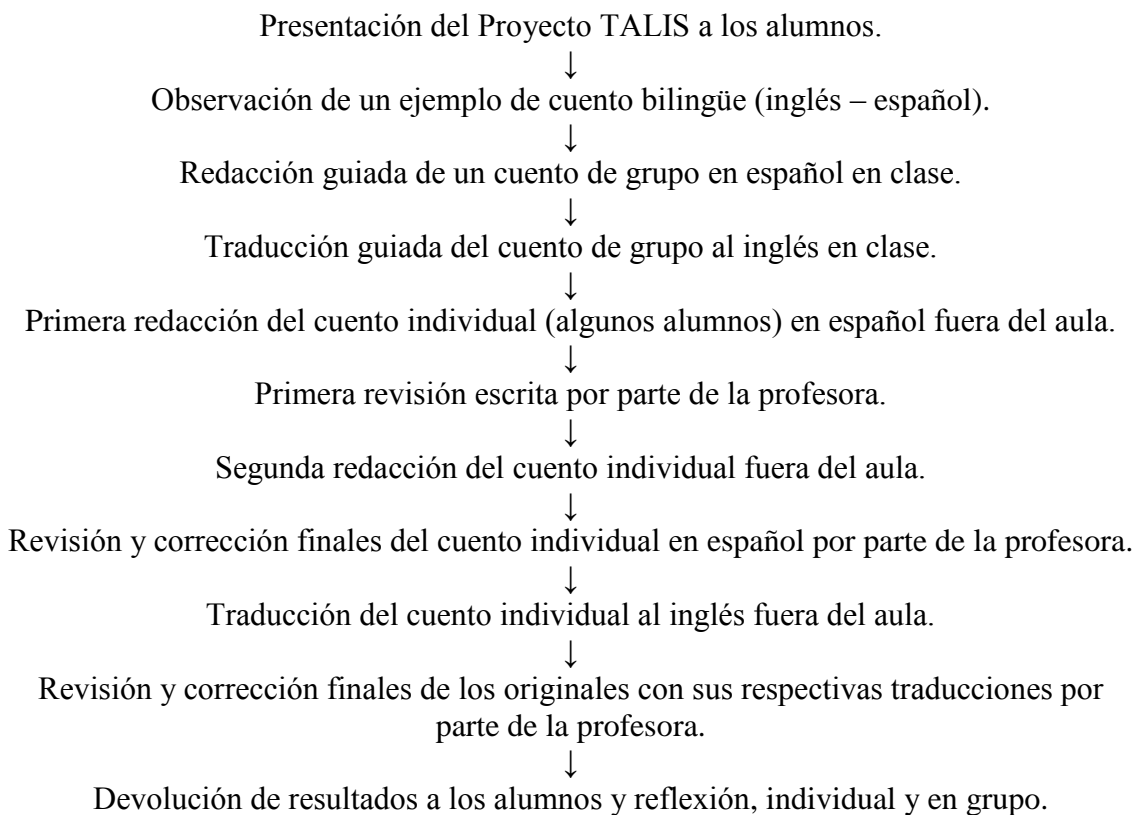 Presentación del Proyecto TALIS a los alumnos.
↓
Observación de un ejemplo de cuento bilingüe (inglés – español).
↓
Redacción guiada de un cuento de grupo en español en clase.
↓
Traducción guiada del cuento de grupo al inglés en clase.
↓
Primera redacción del cuento individual (algunos alumnos) en español fuera del aula.
↓
Primera revisión escrita por parte de la profesora.
↓
Segunda redacción del cuento individual fuera del aula.
↓
Revisión y corrección finales del cuento individual en español por parte de la profesora.
↓
Traducción del cuento individual al inglés fuera del aula.
↓
Revisión y corrección finales de los originales con sus respectivas traducciones por
parte de la profesora.
↓
Devolución de resultados a los alumnos y reflexión, individual y en grupo.